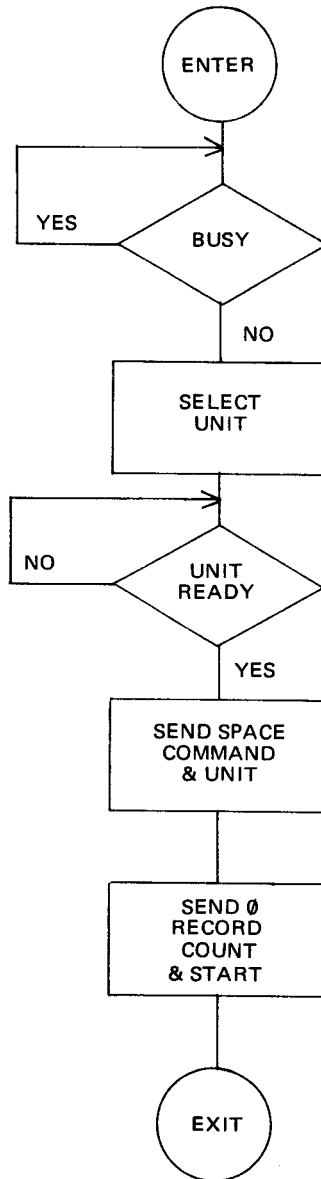 ENTER
YES
BUSY
NO
SELECT
UNIT
NO
UNIT
READY
YES
SEND SPACE
COMMAND
& UNIT
SEND Ø
RECORD
COUNT
& START
EXIT